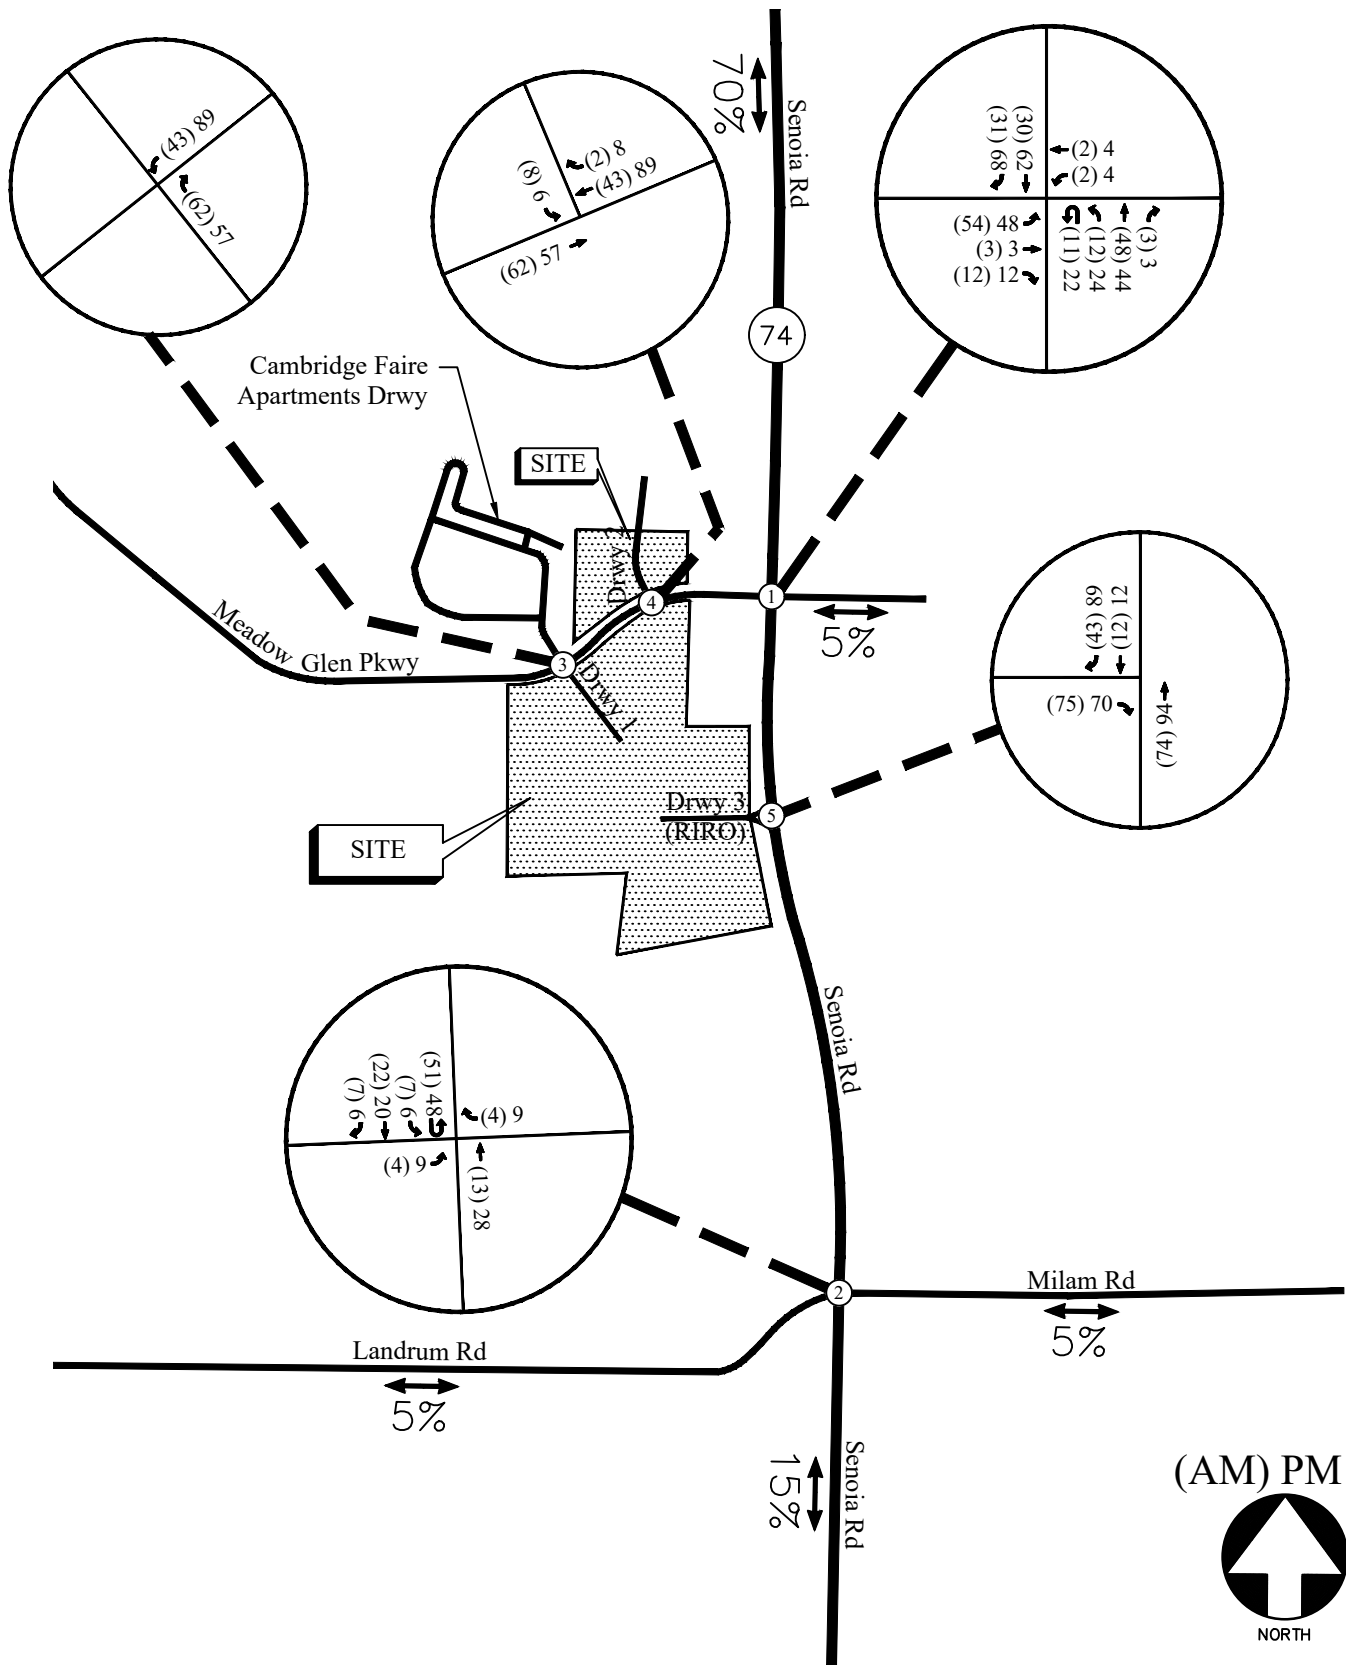 70%
Senoia Rd
(43) 89
(62) 57
(2) 8
(43) 89
(8) 6
(62) 57
(31) 68
(30) 62
(2) 4
(2) 4
(54) 48
(3) 3
(12) 12
(11) 22
(12) 24
(48) 44
(3) 3
74
Cambridge Faire
Apartments Drwy
SITE
Drwy 2
4
1
5%
Meadow
Glen Pkwy
3
Drwy 1
(43) 89
(12) 12
(75) 70
(74) 94
Drwy 3
(RIRO)
5
SITE
Senoia Rd
(7) 6
(22) 20
(7) 6
(51) 48
(4) 9
(4) 9
(13) 28
2
Milam Rd
5%
Landrum Rd
5%
15%
Senoia Rd
(AM) PM
NORTH